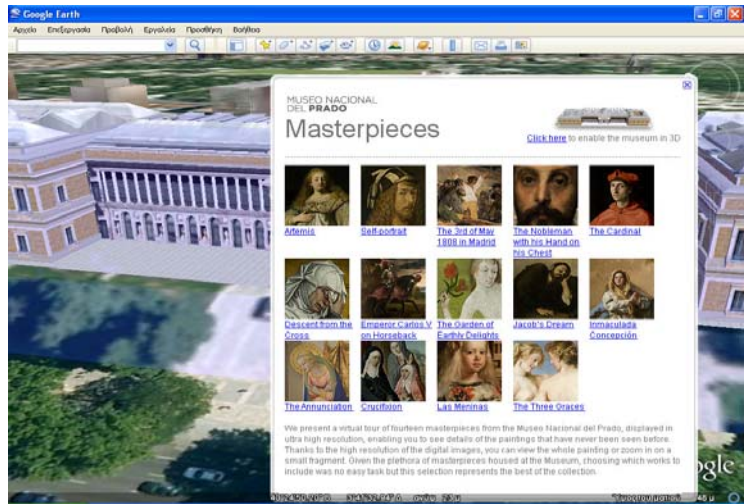 Google Earth
Αρχείο Επεξεργασία Προβολή Εργαλεία Προσθήκη Βοήθεια
MUSEO NACIONAL
DEL PRADO
Masterpieces
Click here to enable the museum in 3D
Artemis Self-portrait The 3rd of May 1808 in Madrid The Nobleman with his Hand on his Chest The Cardinal
Descent from the Cross Emperor Carlos V on Horseback The Garden of Earthly Delights Jacob's Dream Inmaculada Concepción
The Annunciation Crucifixion Las Meninas The Three Graces
We present a virtual tour of fourteen masterpieces from the Museo Nacional del Prado, displayed in
ultra high resolution, enabling you to see details of the paintings that have never been seen before.
Thanks to the high resolution of the digital images, you can view the whole painting or zoom in on a
small fragment. Given the plethora of masterpieces housed at the Museum, choosing which works to
include was no easy task but this selection represents the best of the collection.